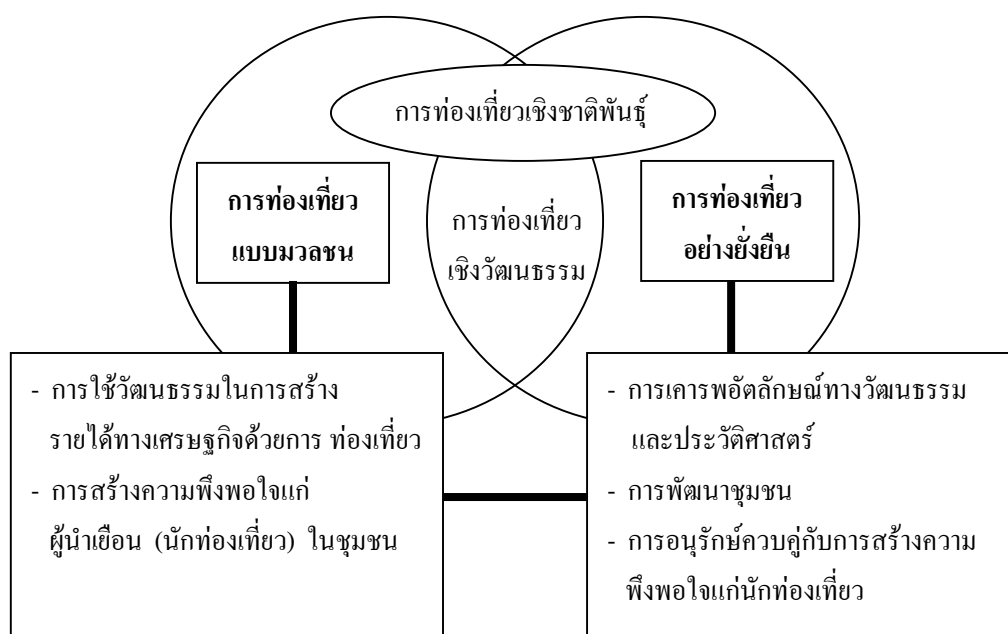 การท่องเที่ยวเชิงชาติพันธุ์
การท่องเที่ยว
แบบมวลชน
การท่องเที่ยว
เชิงวัฒนธรรม
การท่องเที่ยว
อย่างยั่งยืน
- การใช้วัฒนธรรมในการสร้าง
รายได้ทางเศรษฐกิจด้วยการ ท่องเที่ยว
- การสร้างความพึงพอใจแก่
ผู้นำเยือน (นักท่องเที่ยว) ในชุมชน
- การเคารพอัตลักษณ์ทางวัฒนธรรม
และประวัติศาสตร์
- การพัฒนาชุมชน
- การอนุรักษ์ควบคู่กับการสร้างความ
พึงพอใจแก่นักท่องเที่ยว